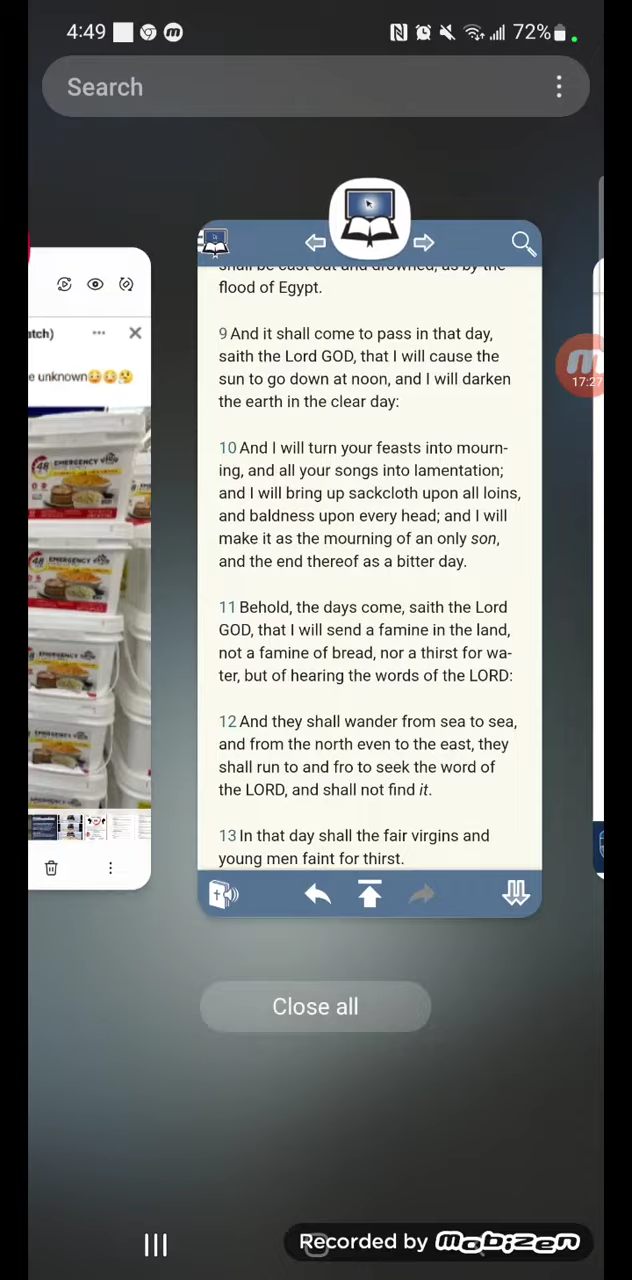 4:49
72%
Search
atch)
e unknown
48
EMERGENCY
48
EMERGENCY
EMERGENCY
17:27
flood of Egypt.
9 And it shall come to pass in that day,
saith the Lord GOD, that I will cause the
sun to go down at noon, and I will darken
the earth in the clear day:
10 And I will turn your feasts into mourn-
ing, and all your songs into lamentation;
and I will bring up sackcloth upon all loins,
and baldness upon every head; and I will
make it as the mourning of an only son,
and the end thereof as a bitter day.
11 Behold, the days come, saith the Lord
GOD, that I will send a famine in the land,
not a famine of bread, nor a thirst for wa-
ter, but of hearing the words of the LORD:
12 And they shall wander from sea to sea,
and from the north even to the east, they
shall run to and fro to seek the word of
the LORD, and shall not find it.
13 In that day shall the fair virgins and
young men faint for thirst.
Close all
Recorded by mobizen